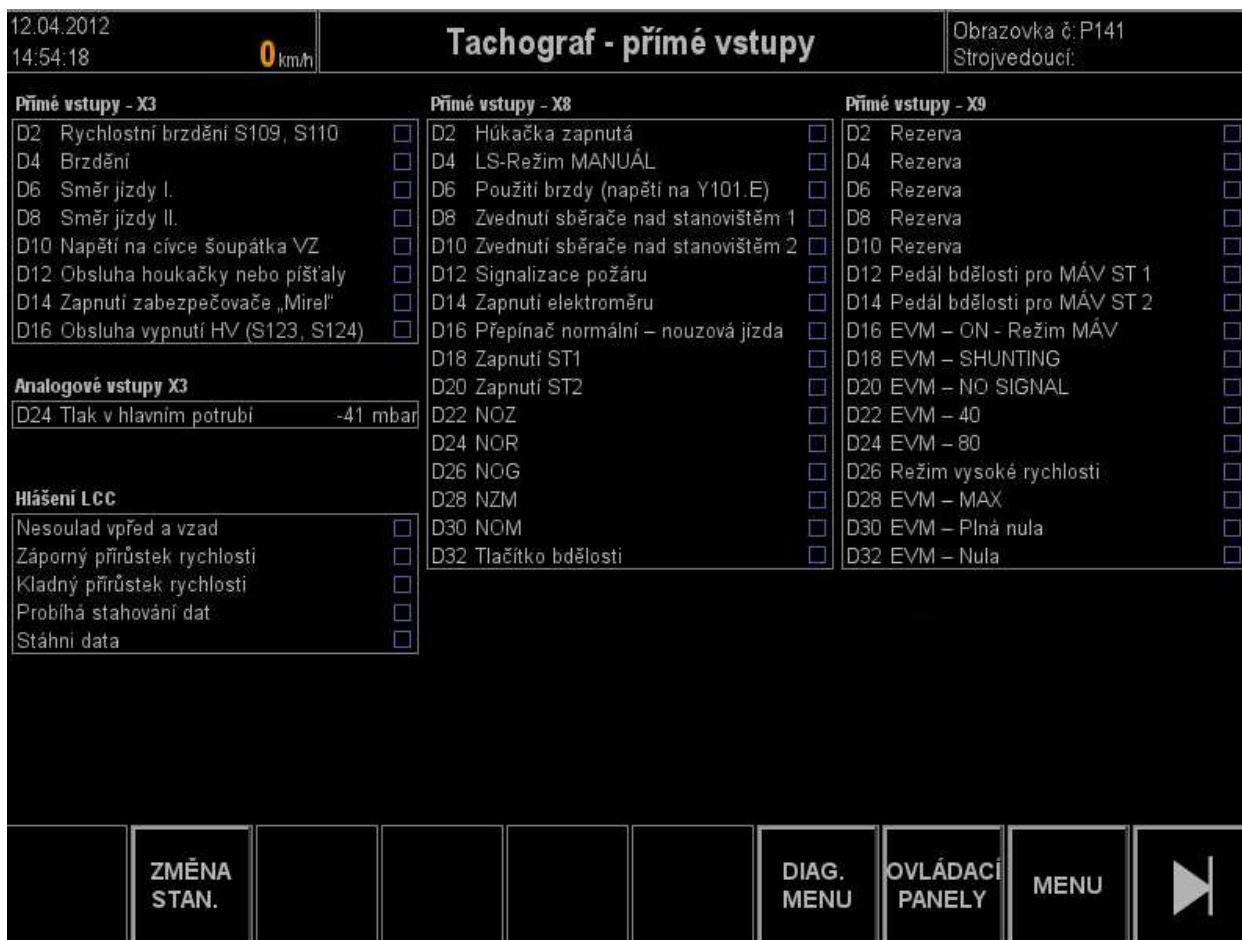 12.04.2012
14:54:18
0 km/h
Tachograf - přímé vstupy
Obrazovka č: P141
Strojvedoucí:
Přímé vstupy - X3
D2 Rychlostní brzdění S109, S110
D4 Brzdění
D6 Směr jízdy I.
D8 Směr jízdy II.
D10 Napětí na cívce šoupátka VZ
D12 Obsluha houkačky nebo píšťaly
D14 Zapnutí zabezpečovače „Mirel“
D16 Obsluha vypnutí HV (S123, S124)
Analogové vstupy X3
D24 Tlak v hlavním potrubí -41 mbar
Hlášení LCC
Nesoulad vpřed a vzad
Záporný přírůstek rychlosti
Kladný přírůstek rychlosti
Probíhá stahování dat
Stáhni data
Přímé vstupy - X8
D2 Húkačka zapnutá
D4 LS-Režim MANUÁL
D6 Použití brzdy (napětí na Y101.E)
D8 Zvednutí sběrače nad stanovištěm 1
D10 Zvednutí sběrače nad stanovištěm 2
D12 Signalizace požáru
D14 Zapnutí elektroměru
D16 Přepínač normální – nouzová jízda
D18 Zapnutí ST1
D20 Zapnutí ST2
D22 NOZ
D24 NOR
D26 NOG
D28 NZM
D30 NOM
D32 Tlačítko bdělosti
Přímé vstupy - X9
D2 Rezerva
D4 Rezerva
D6 Rezerva
D8 Rezerva
D10 Rezerva
D12 Pedál bdělosti pro MÁV ST 1
D14 Pedál bdělosti pro MÁV ST 2
D16 EVM – ON - Režim MÁV
D18 EVM – SHUNTING
D20 EVM – NO SIGNAL
D22 EVM – 40
D24 EVM – 80
D26 Režim vysoké rychlosti
D28 EVM – MAX
D30 EVM – Plná nula
D32 EVM – Nula
ZMĚNA
STAN.
DIAG.
MENU
OVLÁDACÍ
PANELY
MENU